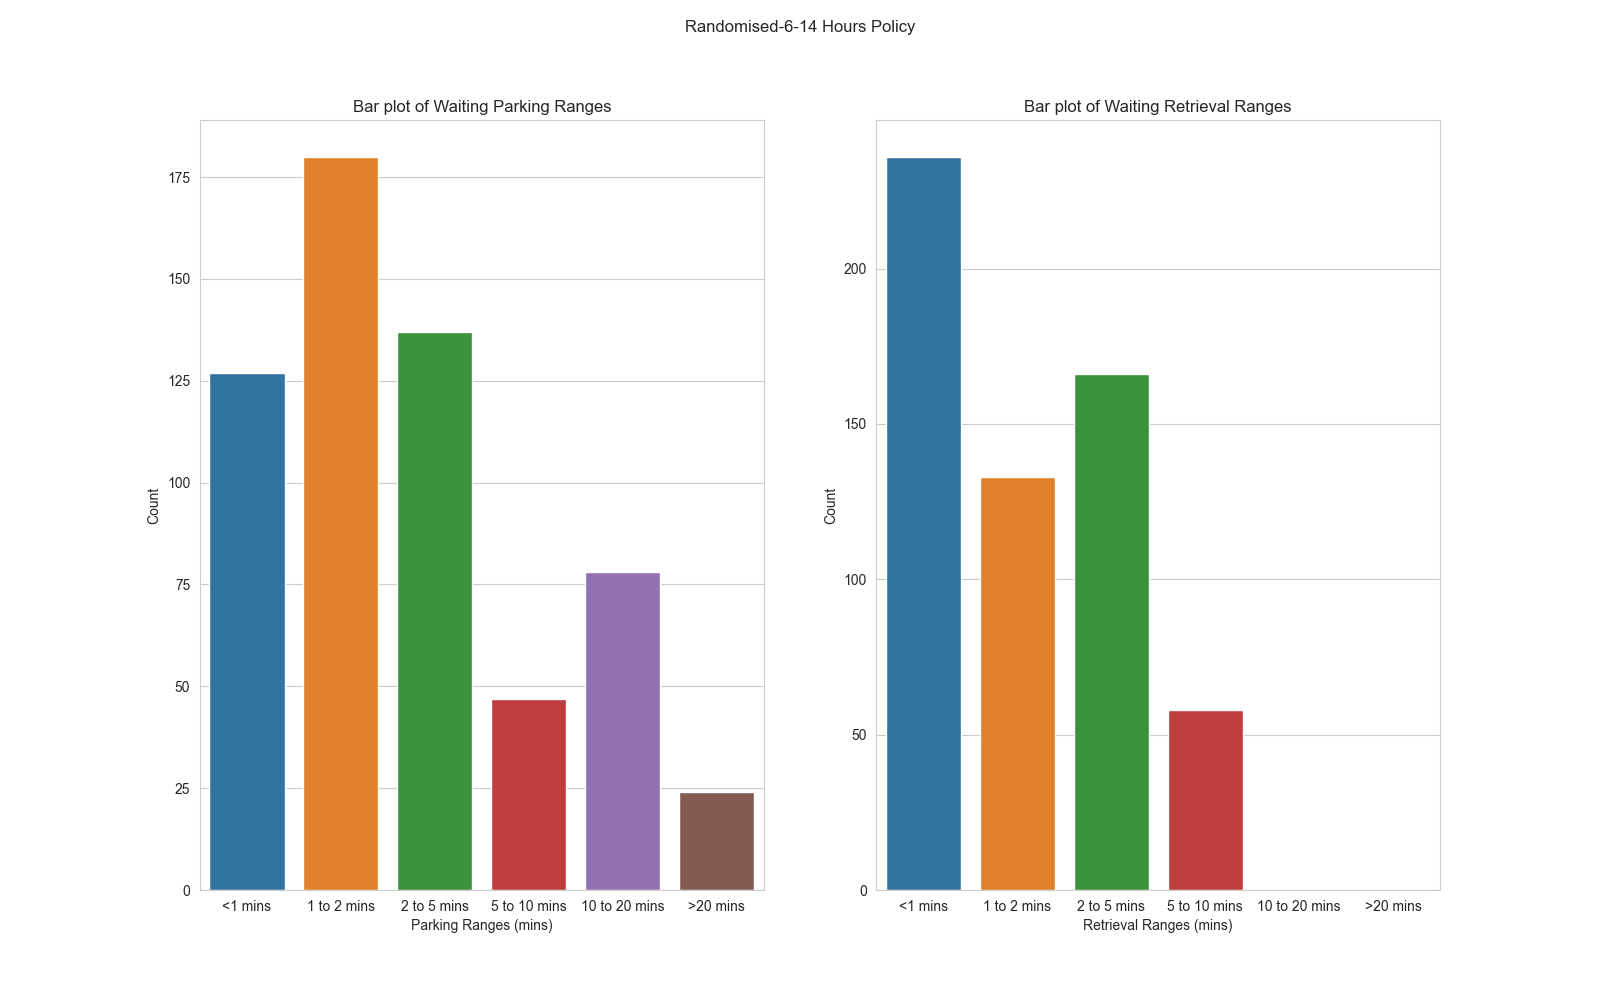 Randomised-6-14 Hours Policy
Bar plot of Waiting Parking Ranges
Count
175
150
125
100
75
50
25
0
<1 mins 1 to 2 mins 2 to 5 mins 5 to 10 mins 10 to 20 mins >20 mins
Parking Ranges (mins)
Bar plot of Waiting Retrieval Ranges
Count
200
150
100
50
0
<1 mins 1 to 2 mins 2 to 5 mins 5 to 10 mins 10 to 20 mins >20 mins
Retrieval Ranges (mins)